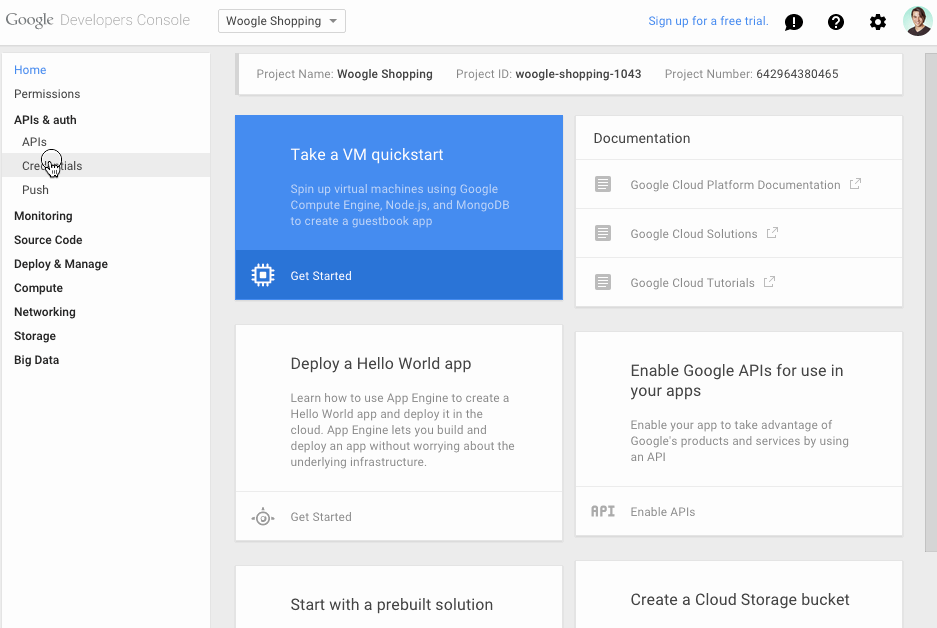 Google Developers Console
Woogle Shopping
Sign up for a free trial.
Home
Permissions
APIs & auth
APIs
Credentials
Push
Monitoring
Source Code
Deploy & Manage
Compute
Networking
Storage
Big Data
Project Name: Woogle Shopping Project ID: woogle-shopping-1043 Project Number: 642964380465
Take a VM quickstart
Spin up virtual machines using Google
Compute Engine, Node.js, and MongoDB
to create a guestbook app
Get Started
Documentation
Google Cloud Platform Documentation
Google Cloud Solutions
Google Cloud Tutorials
Deploy a Hello World app
Learn how to use App Engine to create a
Hello World app and deploy it in the
cloud. App Engine lets you build and
deploy an app without worrying about the
underlying infrastructure.
Get Started
Enable Google APIs for use in
your apps
Enable your app to take advantage of
Google's products and services by using
an API
API Enable APIs
Start with a prebuilt solution
Create a Cloud Storage bucket